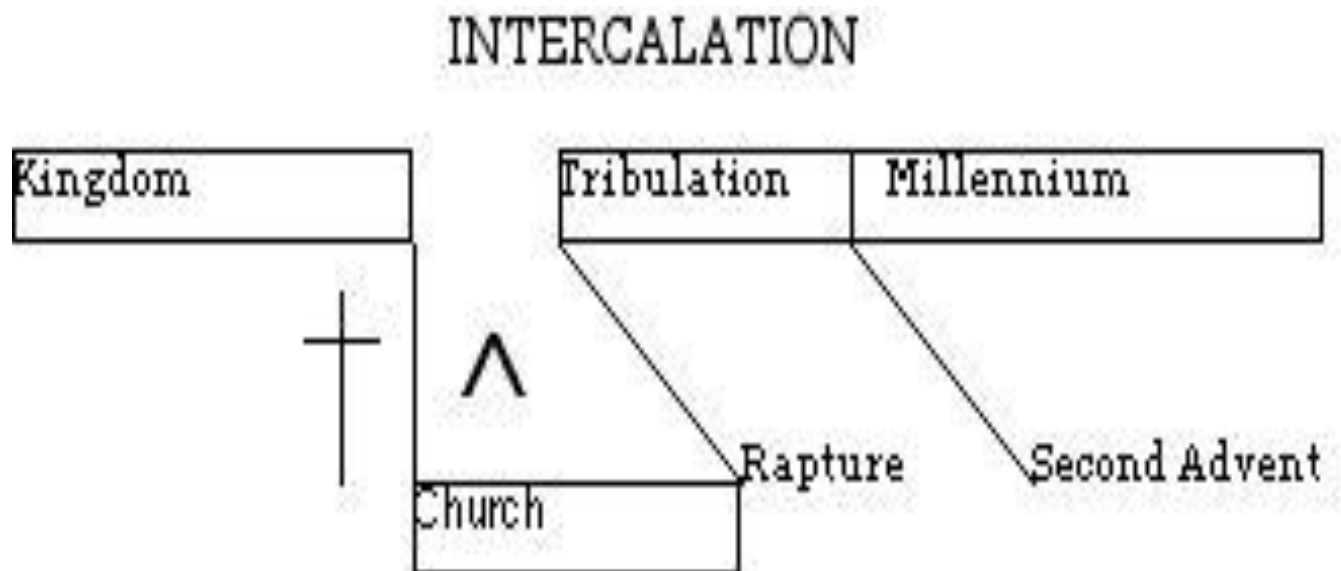 INTERCALATION
Kingdom
Tribulation
Millennium
^
Rapture
Second Advent
Church